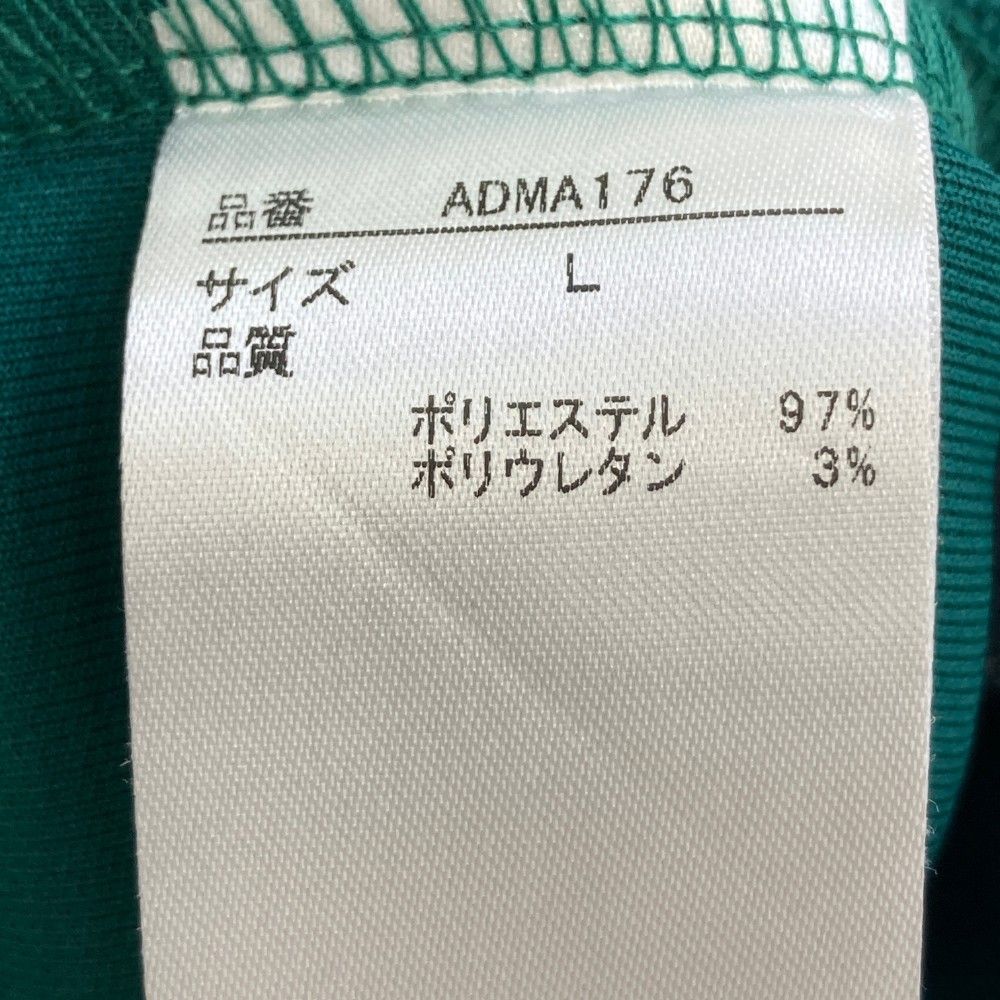 品番 ADMA176
サイズ L
品質
ポリエステル 97%
ポリウレタン 3%